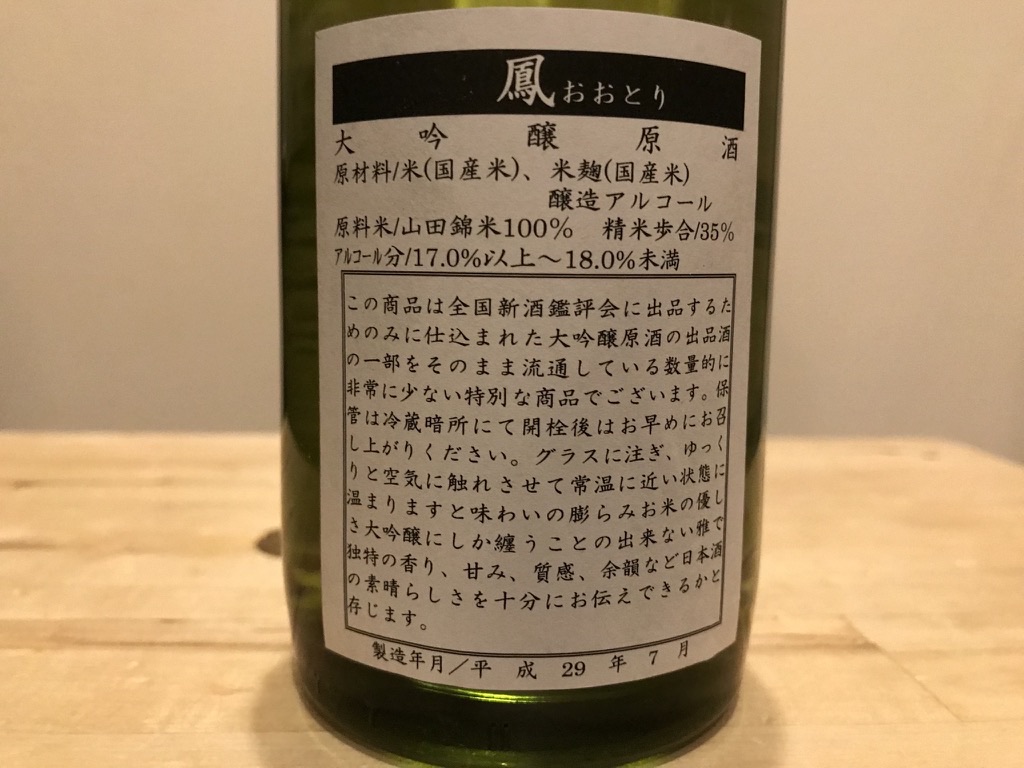 鳳おおとり
大吟醸原酒
原材料/米(国産米)、米麹(国産米)
醸造アルコール
原料米/山田錦米100% 精米歩合/35%
アルコール分/17.0%以上～18.0%未満
この商品は全国新酒鑑評会に出品するた
めのみに仕込まれた大吟醸原酒の出品酒
の一部をそのまま流通している数量的に
非常に少ない特別な商品でございます。保
管は冷蔵暗所にて開栓後はお早めにお召
し上がりください。グラスに注ぎ、ゆっく
りと空気に触れさせて常温に近い状態に
温まりますと味わいの膨らみお米の優し
さ大吟醸にしか纏うことの出来ない雅で
独特の香り、甘み、質感、余韻など日本酒
の素晴らしさを十分にお伝えできるかと
存じます。
製造年月／平成29年7月